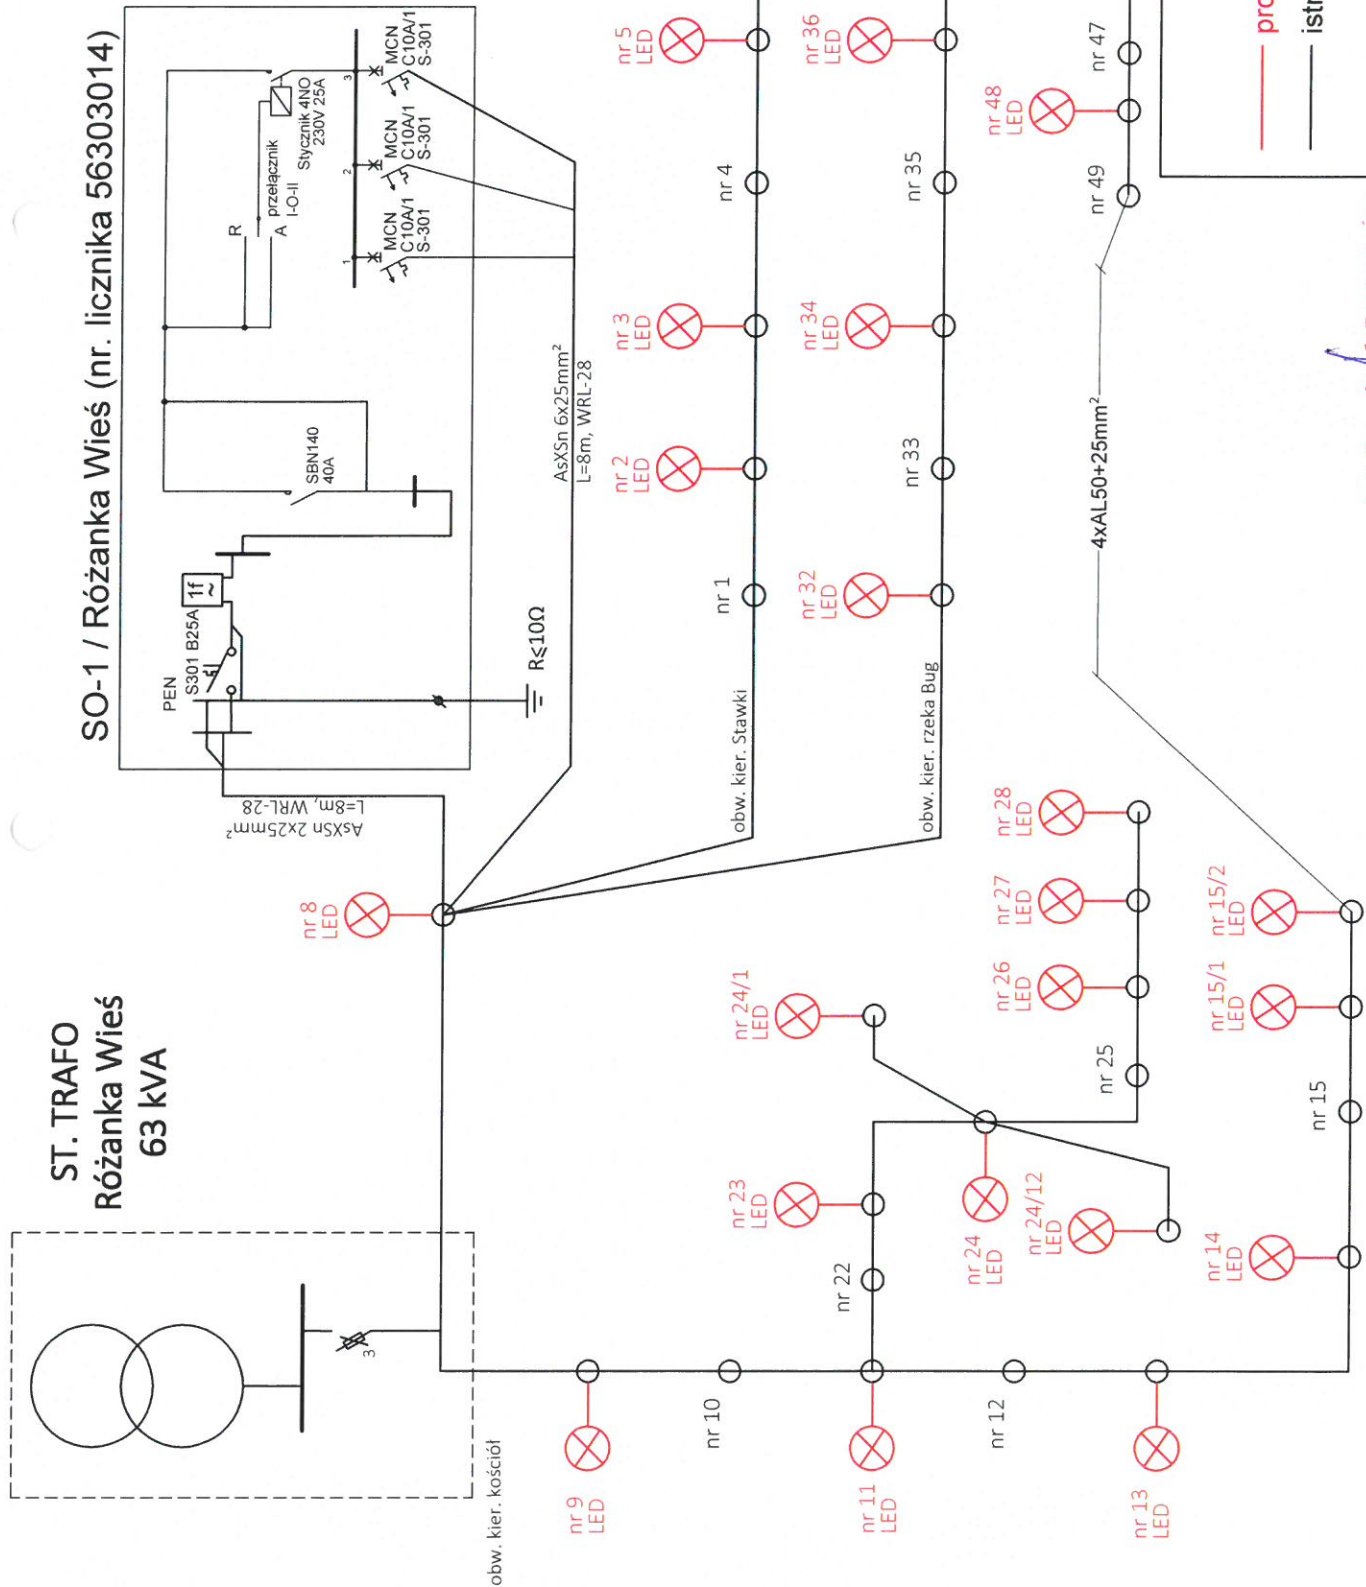 SO-1 / Różanka Wieś (nr. licznika 56303014)
PEN
S301 B25A
1f
~
SBN140
40A
R
A
przełącznik
I-O-II
Stycznik 4NO
230V 25A
1
MCN
C10A/1
S-301
2
MCN
C10A/1
S-301
3
MCN
C10A/1
S-301
R≤10Ω
AsXSn 2x25mm²
L=8m, WRL-28
AsXSn 6x25mm²
L=8m, WRL-28
ST. TRAFO
Różanka Wieś
63 kVA
3
nr 8
LED
obw. kier. Stawki
nr 1
nr 2
LED
nr 3
LED
nr 4
nr 5
LED
obw. kier. rzeka Bug
nr 32
LED
nr 33
nr 34
LED
nr 35
nr 36
LED
obw. kier. kościół
nr 9
LED
nr 10
nr 11
LED
nr 12
nr 13
LED
nr 22
nr 23
LED
nr 24
LED
nr 24/1
LED
nr 24/12
LED
nr 25
nr 26
LED
nr 27
LED
nr 28
LED
nr 14
LED
nr 15
nr 15/1
LED
nr 15/2
LED
4xAL50+25mm²
nr 49
nr 48
LED
nr 47
pro
istr